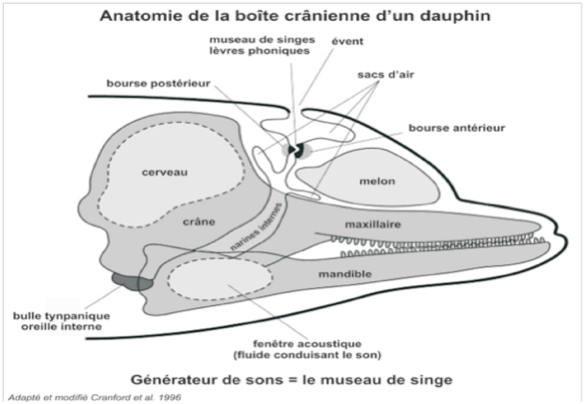 Anatomie de la boîte crânienne d'un dauphin
museau de singes
lèvres phoniques
évent
sacs d'air
bourse postérieur
bourse antérieur
cerveau
melon
crâne
narines internes
maxillaire
mandible
bulle tynpanique
oreille interne
fenêtre acoustique
(fluide conduisant le son)
Générateur de sons = le museau de singe
Adapté et modifié Cranford et al. 1996